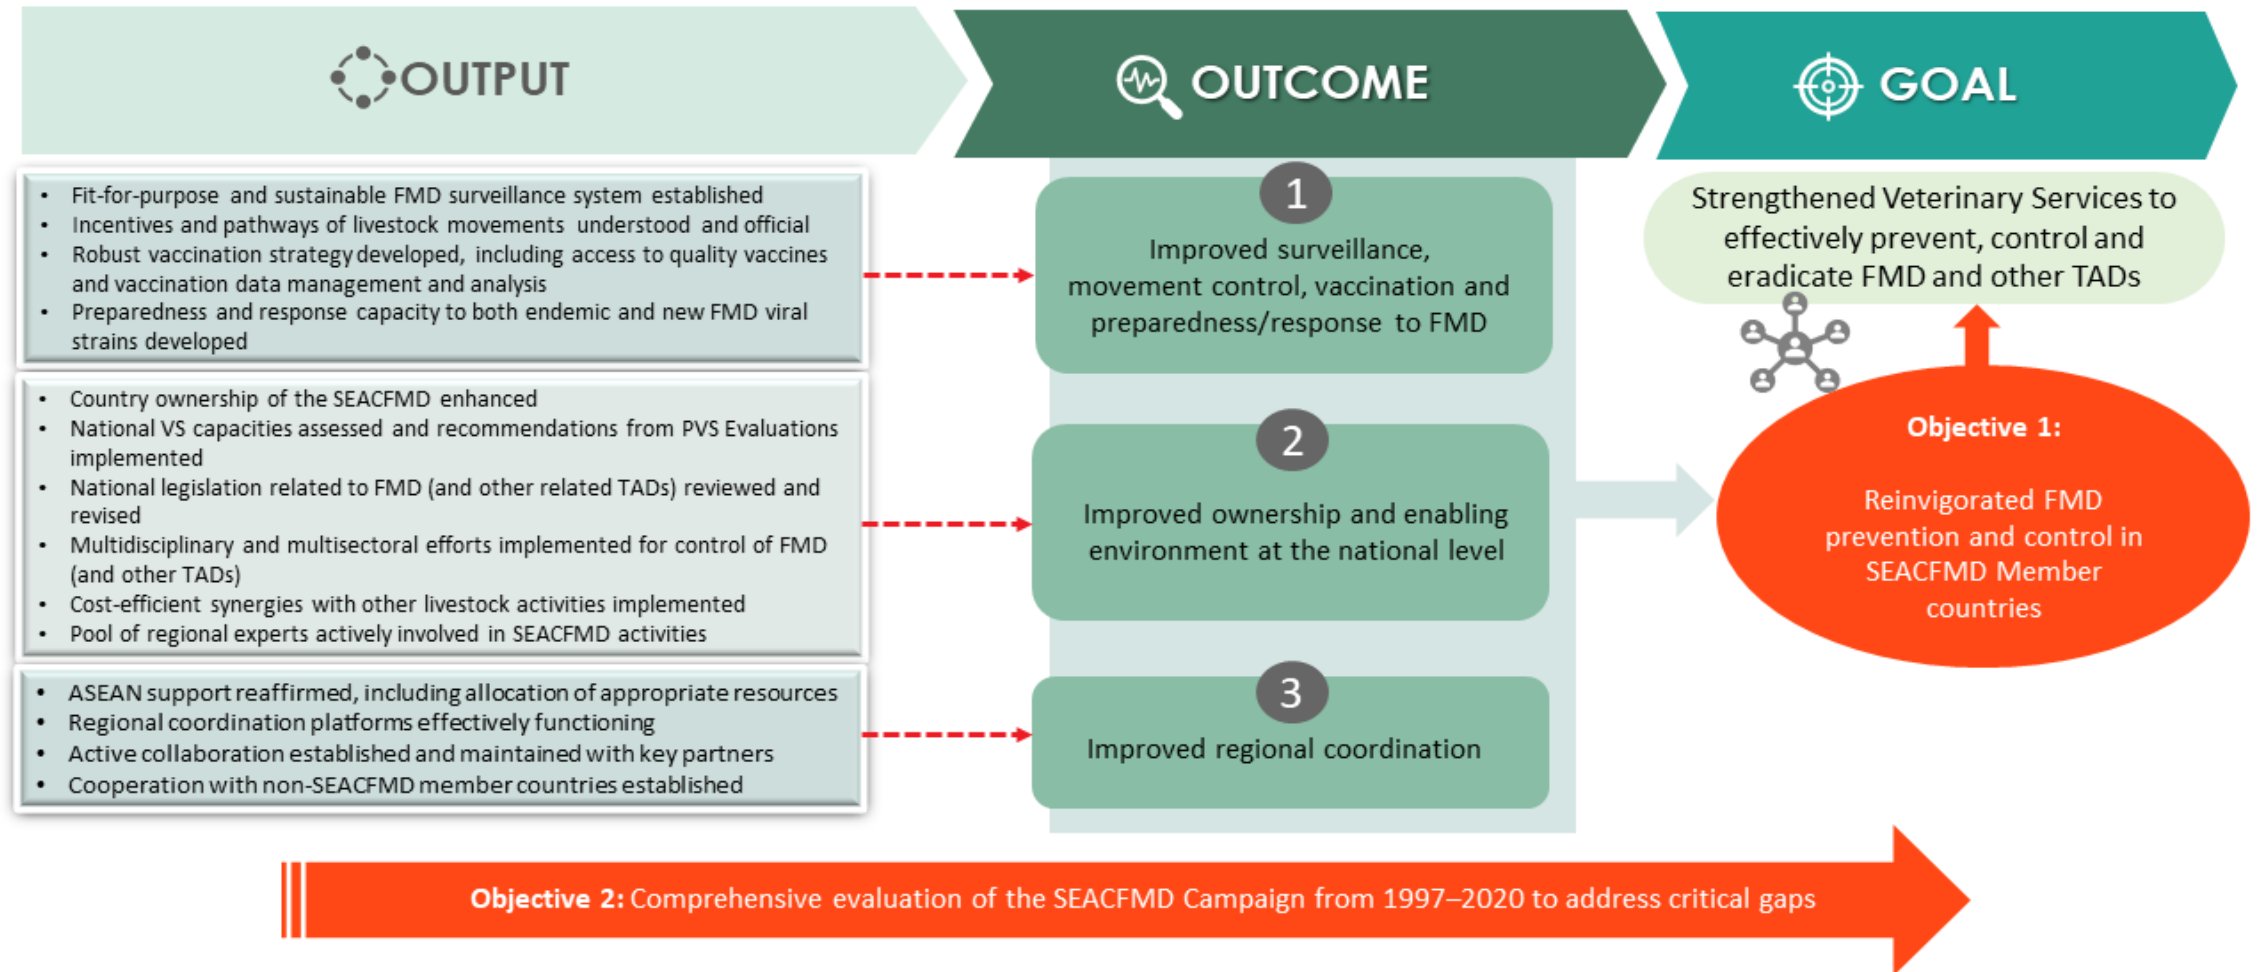 OUTPUT
OUTCOME
GOAL
• Fit-for-purpose and sustainable FMD surveillance system established
• Incentives and pathways of livestock movements understood and official
• Robust vaccination strategy developed, including access to quality vaccines
and vaccination data management and analysis
• Preparedness and response capacity to both endemic and new FMD viral
strains developed
1
Improved surveillance,
movement control, vaccination and
preparedness/response to FMD
Strengthened Veterinary Services to
effectively prevent, control and
eradicate FMD and other TADs
• Country ownership of the SEACFMD enhanced
• National VS capacities assessed and recommendations from PVS Evaluations
implemented
• National legislation related to FMD (and other related TADs) reviewed and
revised
• Multidisciplinary and multisectoral efforts implemented for control of FMD
(and other TADs)
• Cost-efficient synergies with other livestock activities implemented
• Pool of regional experts actively involved in SEACFMD activities
2
Improved ownership and enabling
environment at the national level
Objective 1:
Reinvigorated FMD
prevention and control in
SEACFMD Member
countries
• ASEAN support reaffirmed, including allocation of appropriate resources
• Regional coordination platforms effectively functioning
• Active collaboration established and maintained with key partners
• Cooperation with non-SEACFMD member countries established
3
Improved regional coordination
Objective 2: Comprehensive evaluation of the SEACFMD Campaign from 1997–2020 to address critical gaps